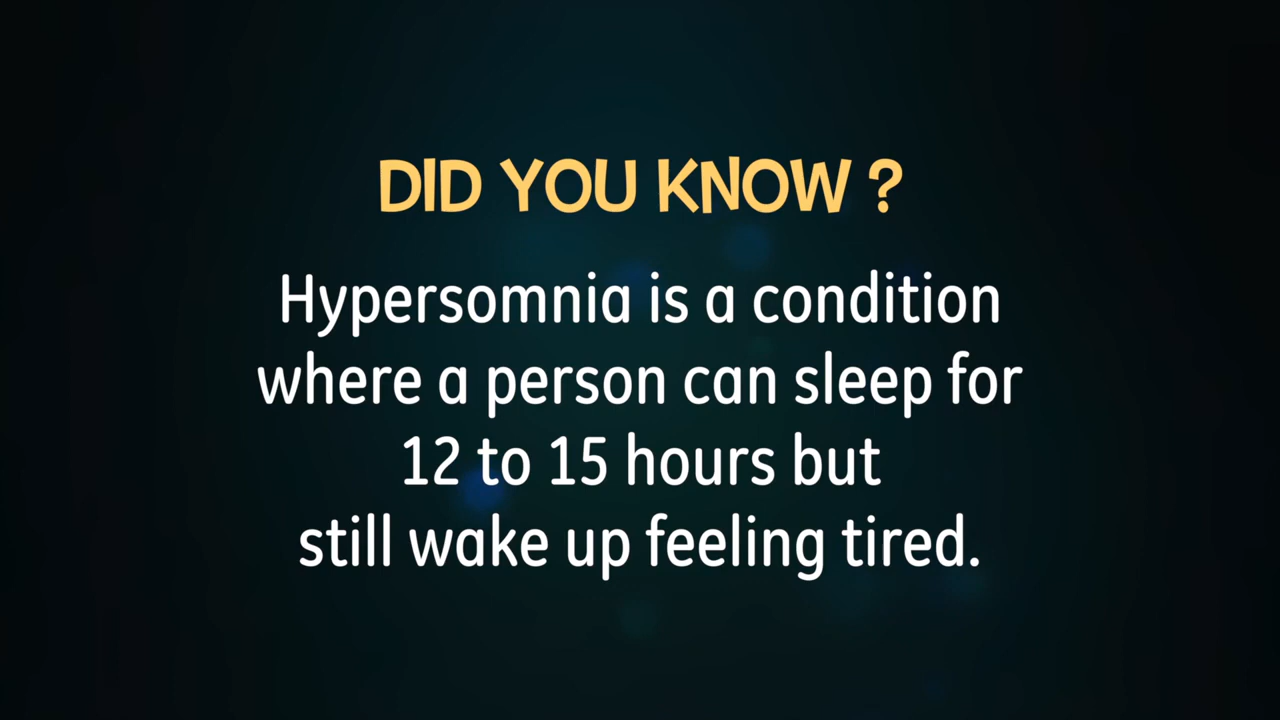 DID YOU KNOW ?
Hypersomnia is a condition
where a person can sleep for
12 to 15 hours but
still wake up feeling tired.